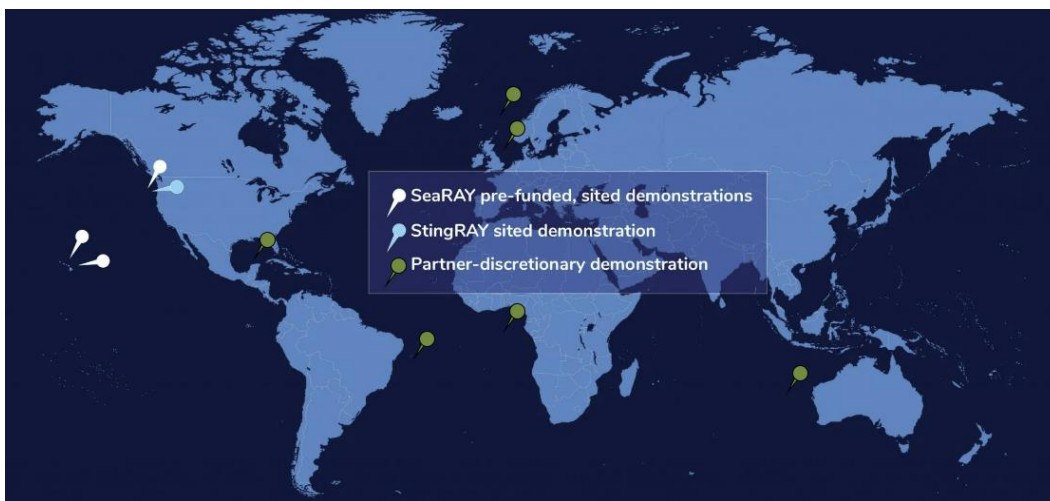 SeaRAY pre-funded, sited demonstrations
StingRAY sited demonstration
Partner-discretionary demonstration